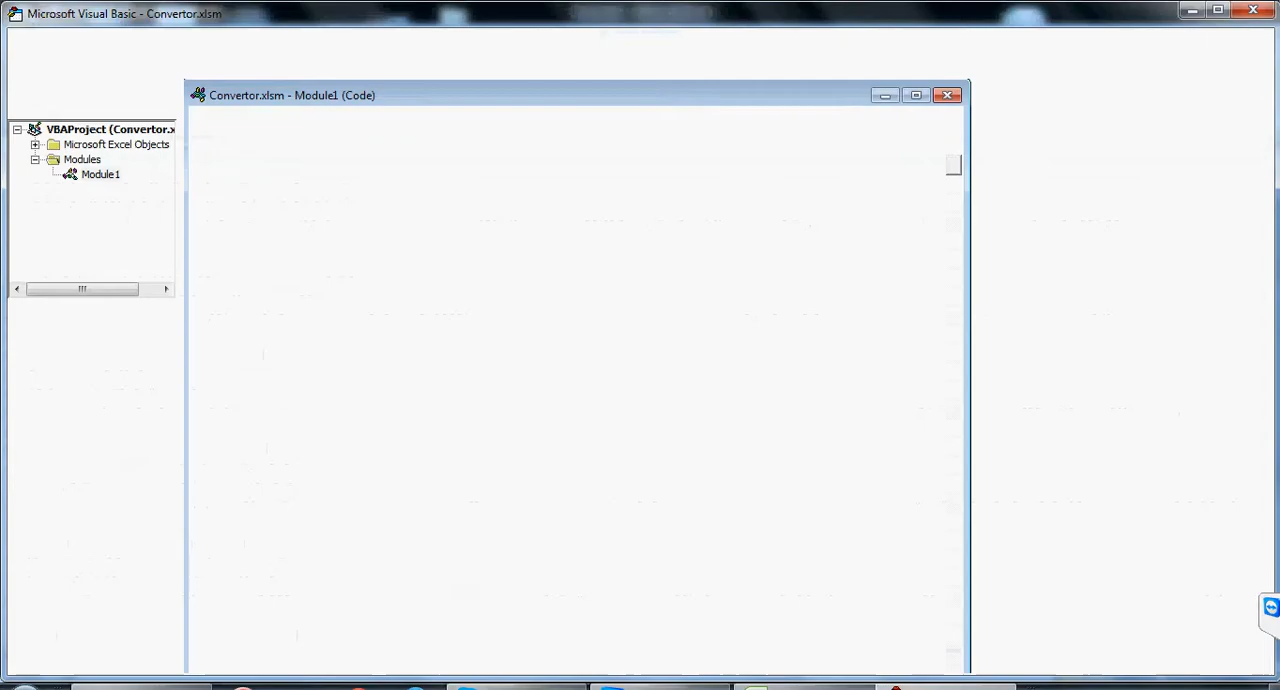 Microsoft Visual Basic - Convertor.xlsm
Convertor.xlsm - Module1 (Code)
VBAProject (Convertor.x
Microsoft Excel Objects
Modules
Module1